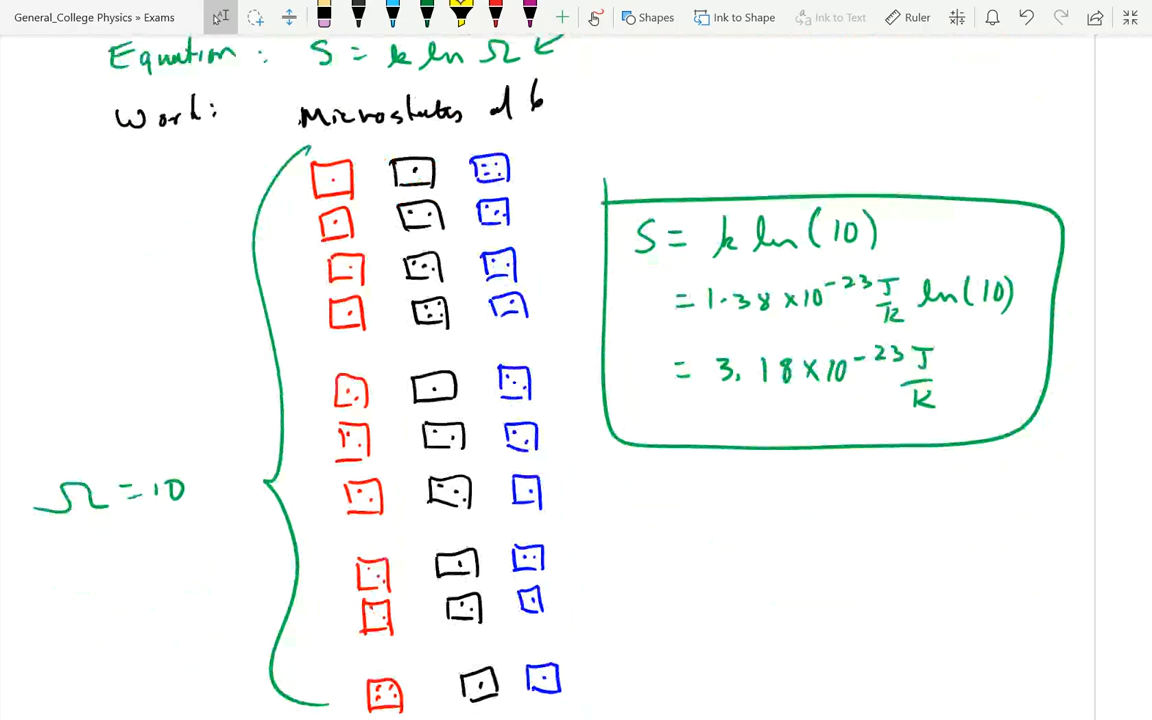 General_College Physics » Exams
Shapes
Ink to Shape
Ink to Text
Ruler
Equation : S = k ln Ω
Work: Microstates of 6
Ω = 10
S = k ln(10)
= 1.38 × 10⁻²³ J/K ln(10)
= 3.18 × 10⁻²³ J/K